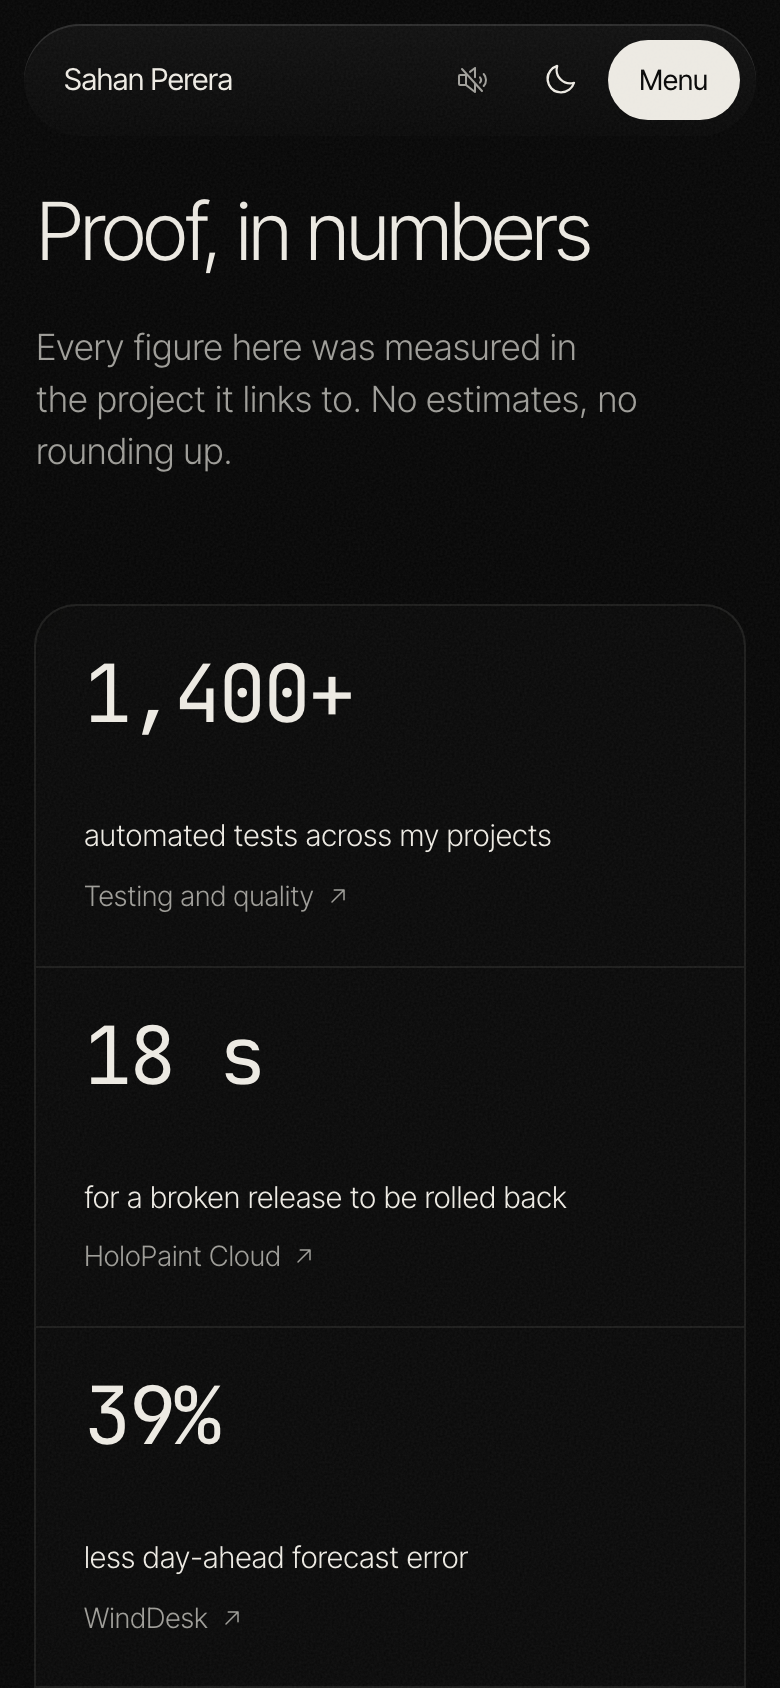 Sahan Perera
Menu
Proof, in numbers
Every figure here was measured in
the project it links to. No estimates, no
rounding up.
1,400+
automated tests across my projects
Testing and quality ↗
18 s
for a broken release to be rolled back
HoloPaint Cloud ↗
39%
less day-ahead forecast error
WindDesk ↗